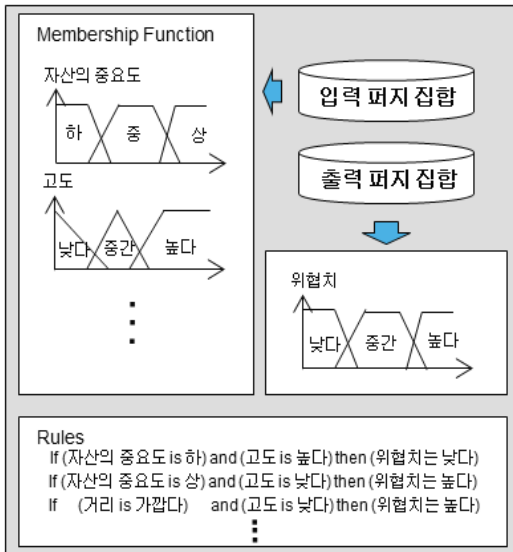 Membership Function
자산의 중요도
하 중 상
고도
낮다 중간 높다
입력 퍼지 집합
출력 퍼지 집합
위협치
낮다 중간 높다
Rules
If (자산의 중요도 is 하) and (고도 is 높다) then (위협치는 낮다)
If (자산의 중요도 is 상) and (고도 is 낮다) then (위협치는 높다)
If (거리 is 가깝다) and (고도 is 낮다) then (위협치는 높다)